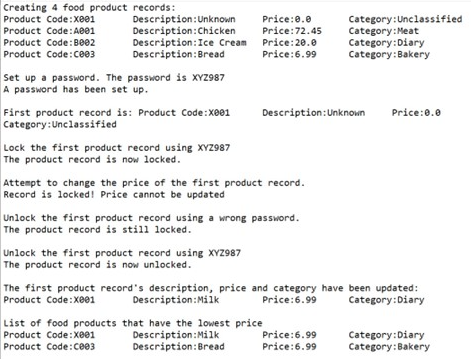 Creating 4 food product records:
Product Code:X001 Description:Unknown Price:0.0 Category:Unclassified
Product Code:A001 Description:Chicken Price:72.45 Category:Meat
Product Code:B002 Description:Ice Cream Price:20.0 Category:Diary
Product Code:C003 Description:Bread Price:6.99 Category:Bakery
Set up a password. The password is XYZ987
A password has been set up.
First product record is: Product Code:X001 Description:Unknown Price:0.0
Category:Unclassified
Lock the first product record using XYZ987
The product record is now locked.
Attempt to change the price of the first product record.
Record is locked! Price cannot be updated
Unlock the first product record using a wrong password.
The product record is still locked.
Unlock the first product record using XYZ987
The product record is now unlocked.
The first product record's description, price and category have been updated:
Product Code:X001 Description:Milk Price:6.99 Category:Diary
List of food products that have the lowest price
Product Code:X001 Description:Milk Price:6.99 Category:Diary
Product Code:C003 Description:Bread Price:6.99 Category:Bakery